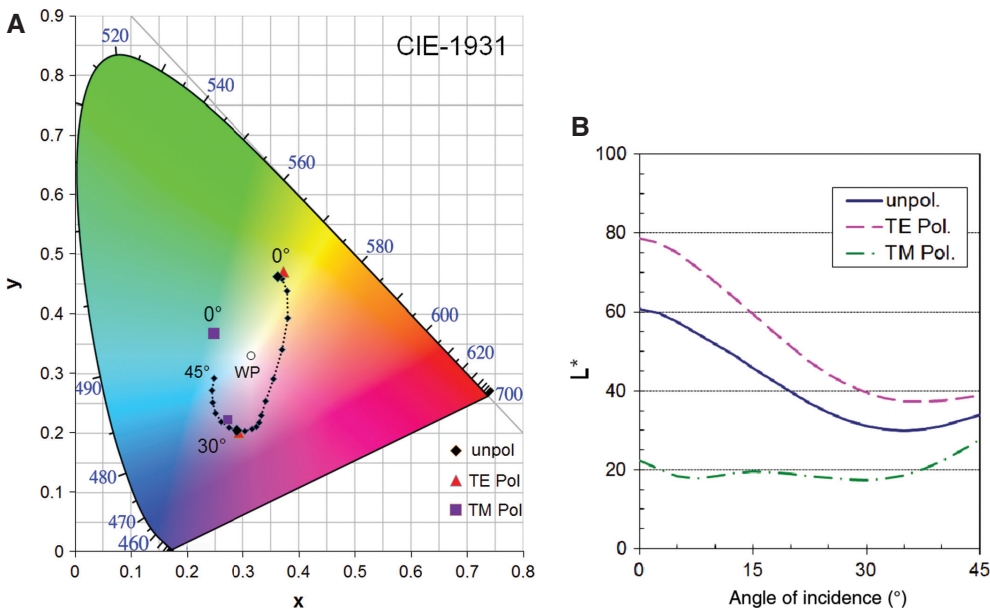 A
CIE-1931
0.9
0.8
0.7
0.6
0.5
0.4
0.3
0.2
0.1
0
y
520
540
560
580
600
620
700
490
480
470
460
0°
0°
45°
WP
30°
unpol
TE Pol
TM Pol
0 0.1 0.2 0.3 0.4 0.5 0.6 0.7 0.8
x
B
100
80
60
40
20
0
L*
unpol.
TE Pol.
TM Pol.
0 15 30 45
Angle of incidence (°)